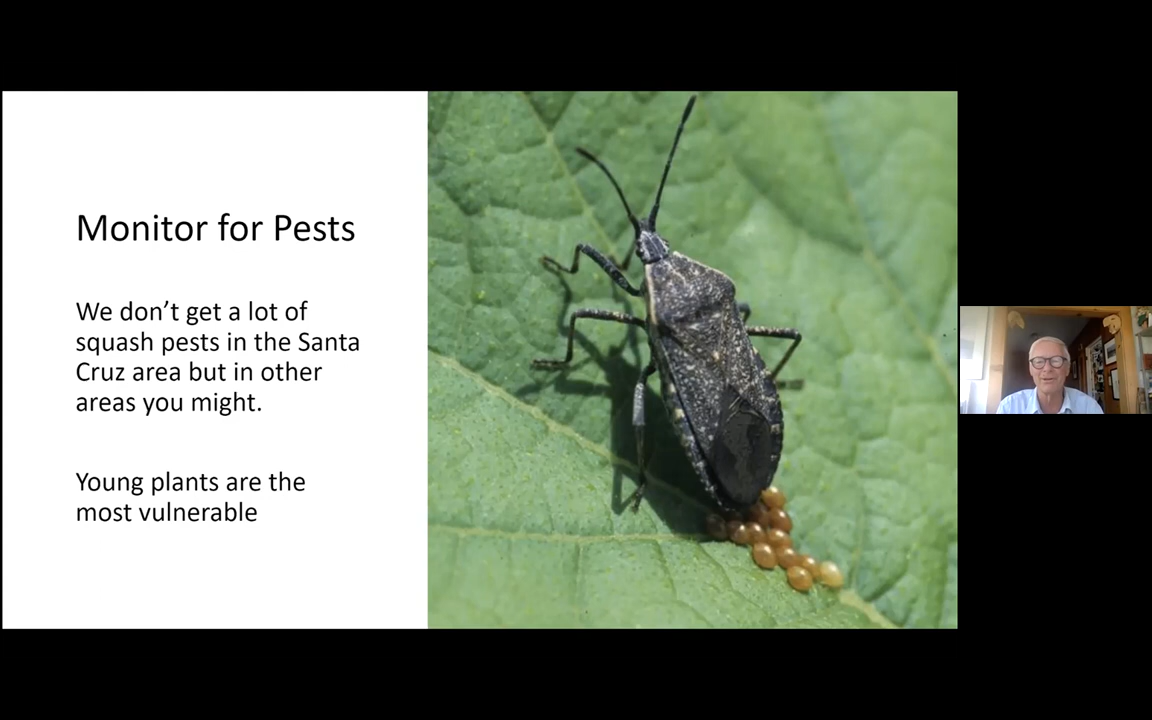 Monitor for Pests
We don’t get a lot of
squash pests in the Santa
Cruz area but in other
areas you might.
Young plants are the
most vulnerable